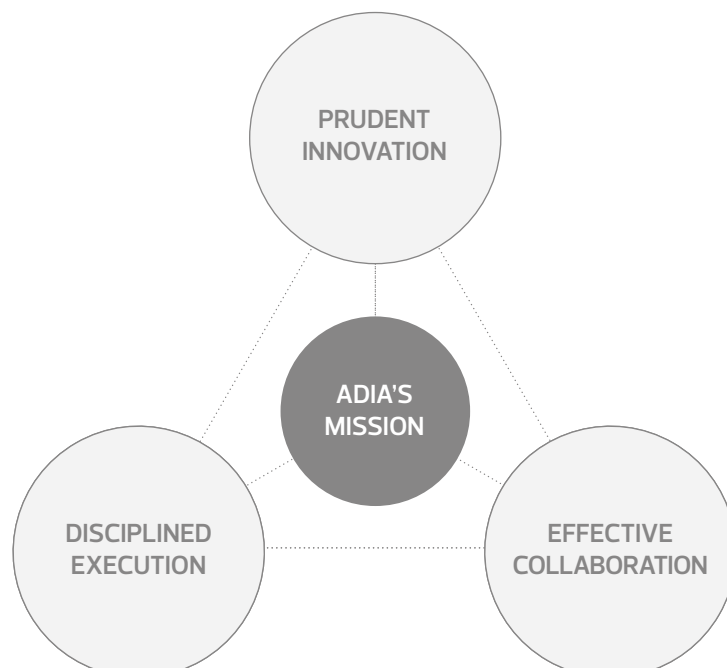 PRUDENT
INNOVATION
ADIA’S
MISSION
DISCIPLINED
EXECUTION
EFFECTIVE
COLLABORATION